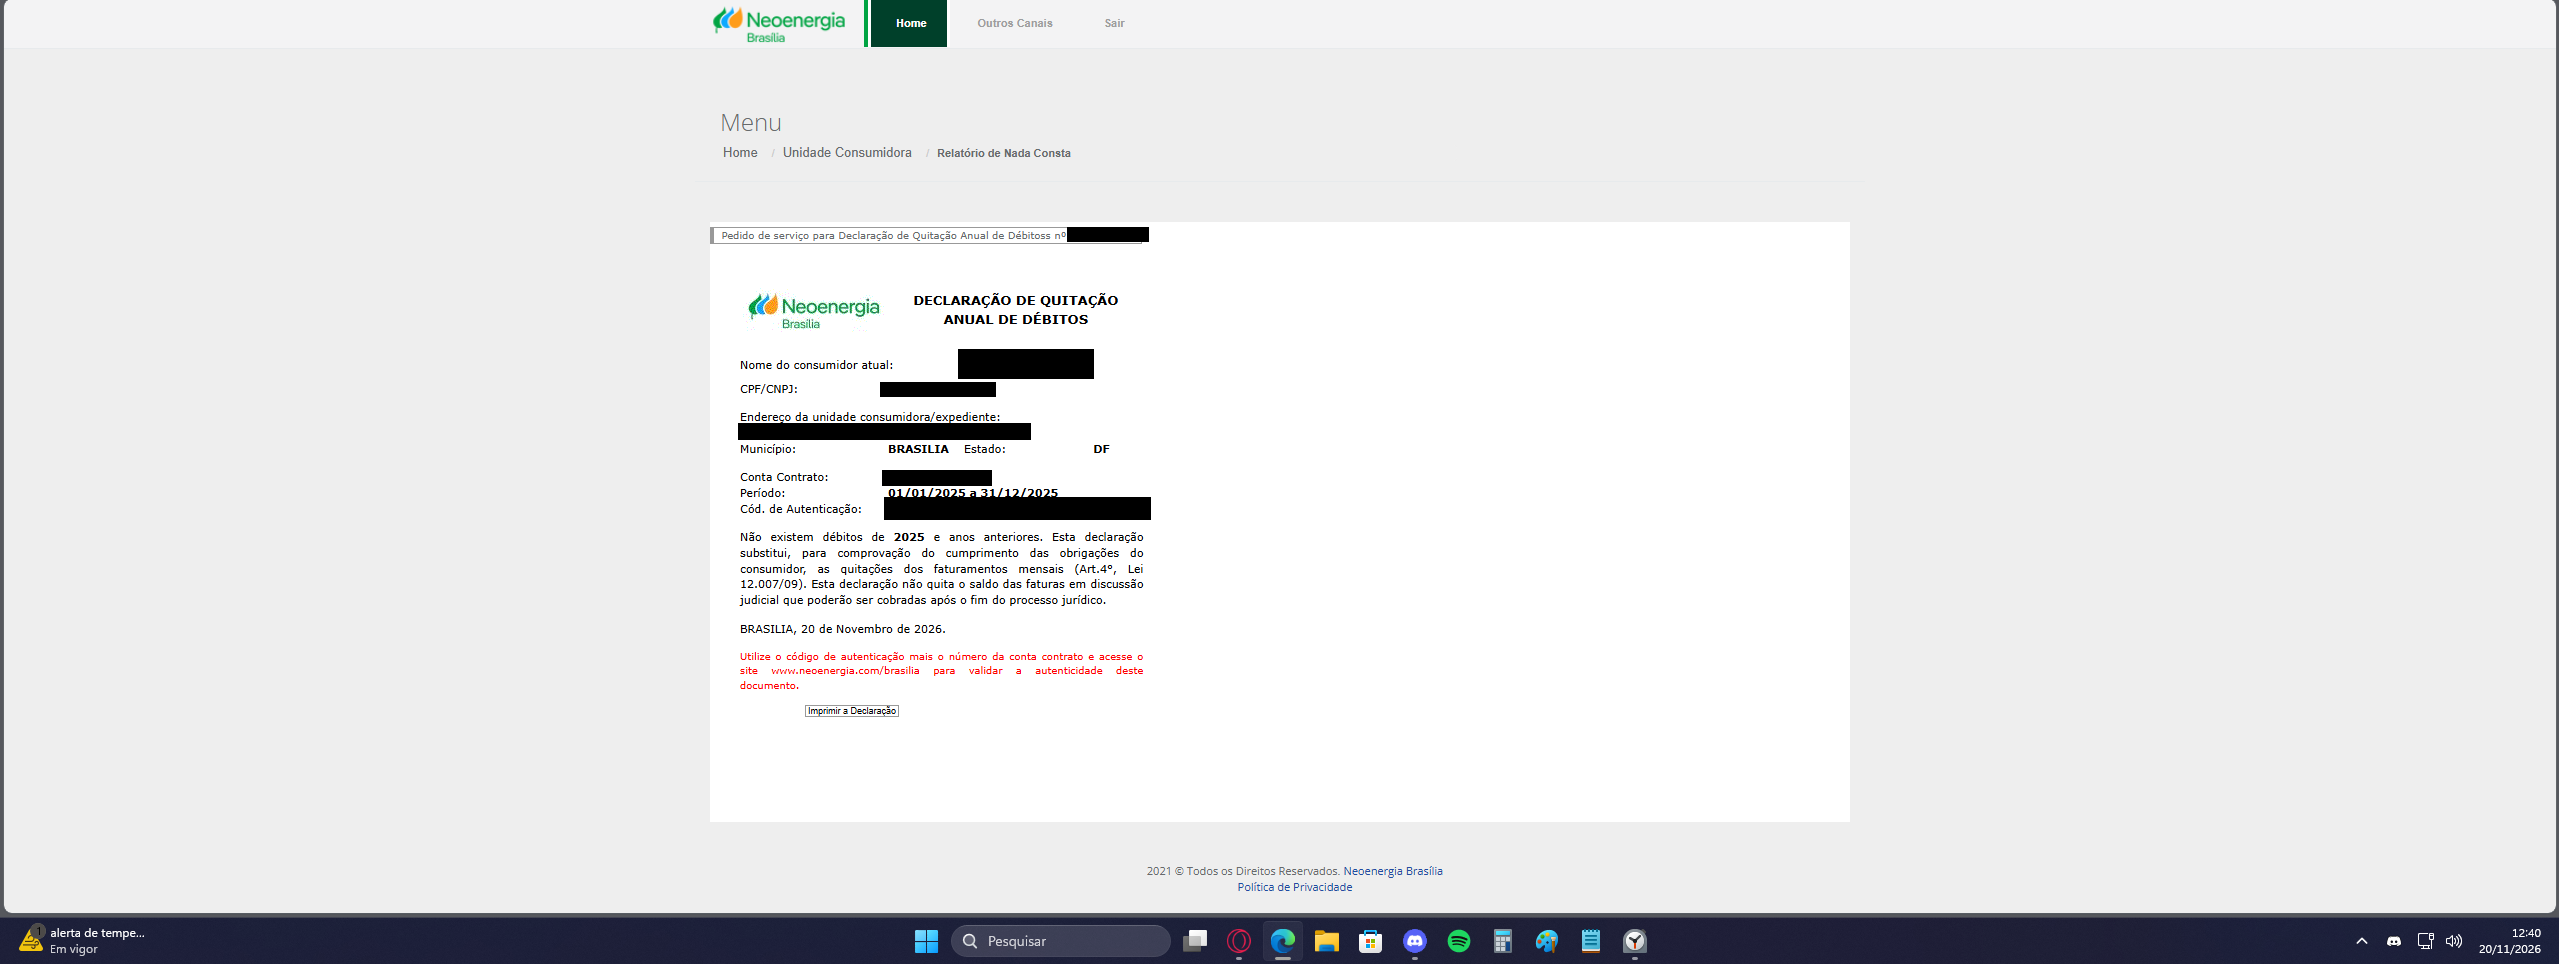 Neoenergia
Brasília
Home
Outros Canais
Sair
Menu
Home / Unidade Consumidora / Relatório de Nada Consta
Pedido de serviço para Declaração de Quitação Anual de Débitoss nº
Neoenergia
Brasília
DECLARAÇÃO DE QUITAÇÃO
ANUAL DE DÉBITOS
Nome do consumidor atual:
CPF/CNPJ:
Endereço da unidade consumidora/expediente:
Município: BRASILIA Estado: DF
Conta Contrato:
Período: 01/01/2025 a 31/12/2025
Cód. de Autenticação:
Não existem débitos de 2025 e anos anteriores. Esta declaração
substitui, para comprovação do cumprimento das obrigações do
consumidor, as quitações dos faturamentos mensais (Art.4º, Lei
12.007/09). Esta declaração não quita o saldo das faturas em discussão
judicial que poderão ser cobradas após o fim do processo jurídico.
BRASILIA, 20 de Novembro de 2026.
Utilize o código de autenticação mais o número da conta contrato e acesse o
site www.neoenergia.com/brasilia para validar a autenticidade deste
documento.
Imprimir a Declaração
2021 © Todos os Direitos Reservados. Neoenergia Brasília
Política de Privacidade
1
alerta de tempe...
Em vigor
Pesquisar
12:40
20/11/2026